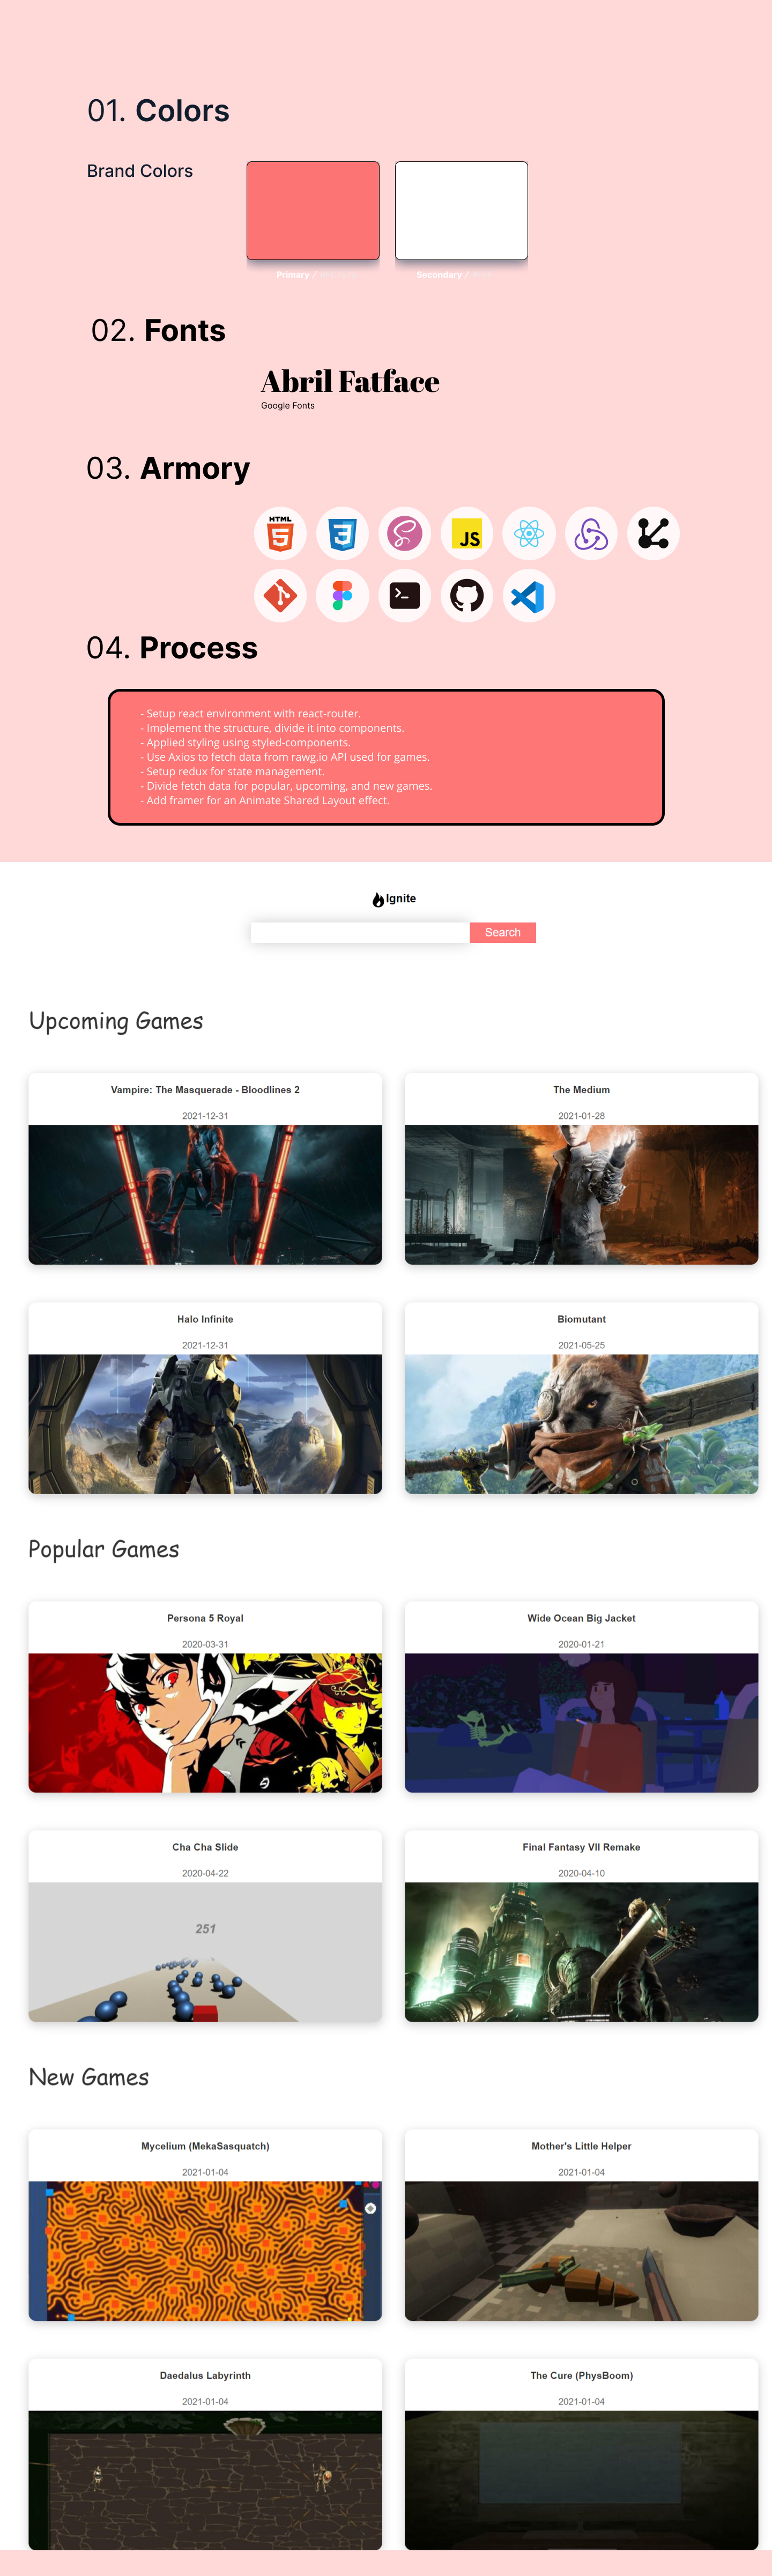 01. Colors
Brand Colors
Primary /
Secondary /
02. Fonts
Abril Fatface
Google Fonts
03. Armory
HTML
5
3
JS
04. Process
- Setup react environment with react-router.
- Implement the structure, divide it into components.
- Applied styling using styled-components.
- Use Axios to fetch data from rawg.io API used for games.
- Setup redux for state management.
- Divide fetch data for popular, upcoming, and new games.
- Add framer for an Animate Shared Layout effect.
Ignite
Search
Upcoming Games
Vampire: The Masquerade - Bloodlines 2
2021-12-31
The Medium
2021-01-28
Halo Infinite
2021-12-31
Biomutant
2021-05-25
Popular Games
Persona 5 Royal
2020-03-31
Wide Ocean Big Jacket
2020-01-21
Cha Cha Slide
2020-04-22
251
Final Fantasy VII Remake
2020-04-10
New Games
Mycelium (MekaSasquatch)
2021-01-04
Mother's Little Helper
2021-01-04
Daedalus Labyrinth
2021-01-04
The Cure (PhysBoom)
2021-01-04